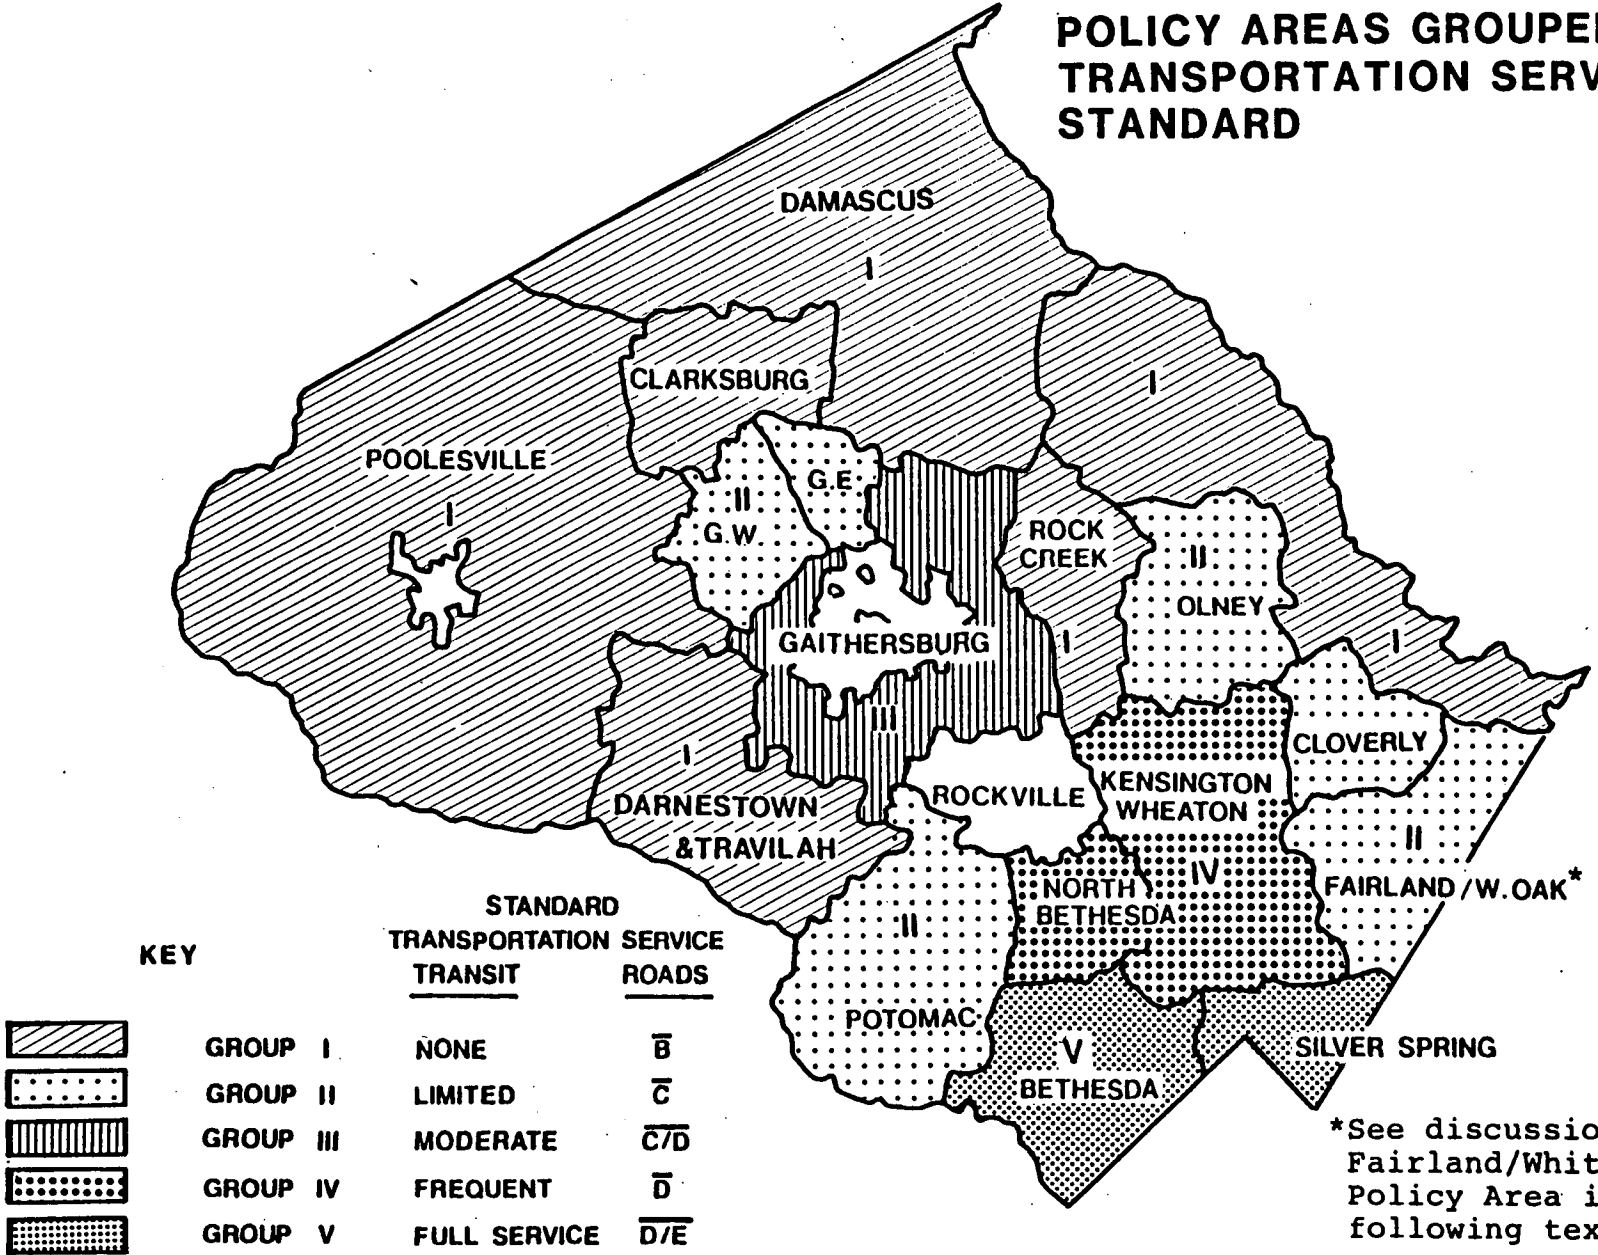 POLICY AREAS GROUPE
TRANSPORTATION SERV
STANDARD
DAMASCUS
I
CLARKSBURG
I
POOLESVILLE
I
G.E.
II
G.W.
ROCK
CREEK
I
II
OLNEY
GAITHERSBURG
III
I
I
DARNESTOWN
&TRAVILAH
ROCKVILLE
CLOVERLY
KENSINGTON
WHEATON
IV
II
FAIRLAND/W.OAK*
NORTH
BETHESDA
II
POTOMAC
V
BETHESDA
SILVER SPRING
KEY
STANDARD
TRANSPORTATION SERVICE
TRANSIT ROADS
GROUP I NONE B̅
GROUP II LIMITED C̅
GROUP III MODERATE C̅/̅D̅
GROUP IV FREQUENT D̅
GROUP V FULL SERVICE D̅/̅E̅
*See discussio
Fairland/Whit
Policy Area i
following tex